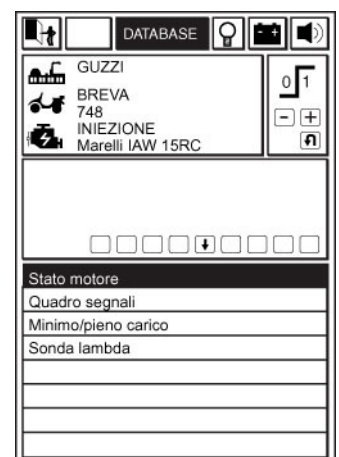 DATABASE
GUZZI
BREVA
748
INIEZIONE
Marelli IAW 15RC
0 1
Stato motore
Quadro segnali
Minimo/pieno carico
Sonda lambda